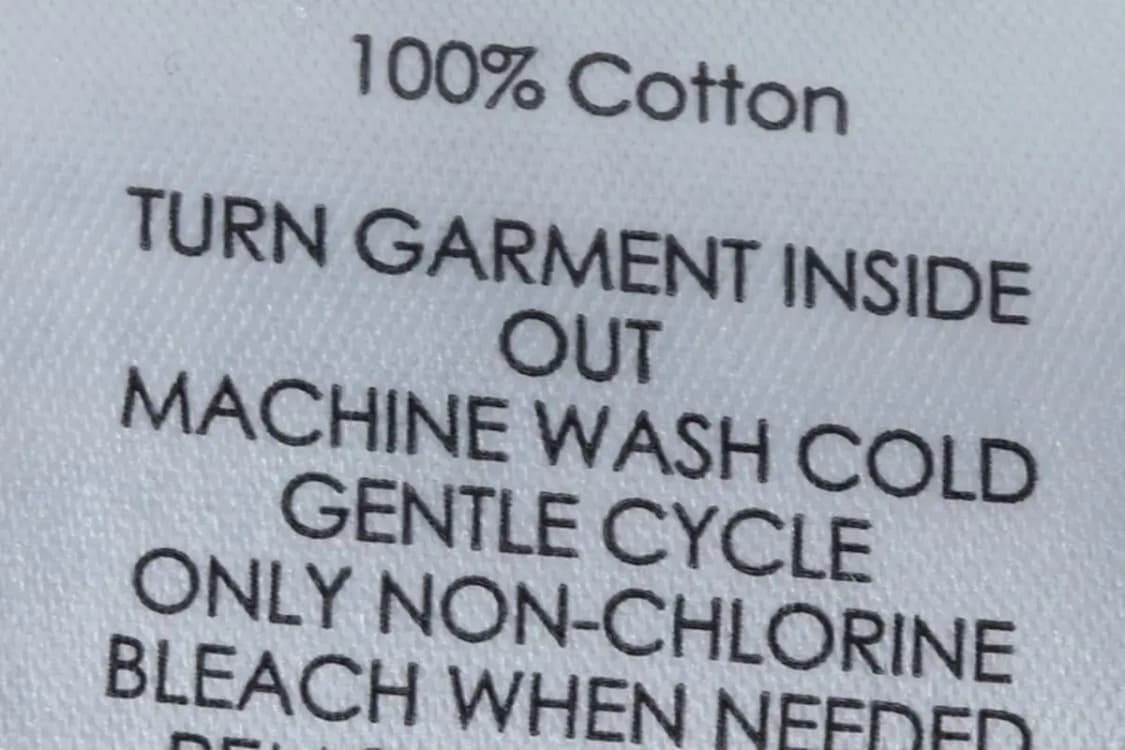 100% Cotton
TURN GARMENT INSIDE
OUT
MACHINE WASH COLD
GENTLE CYCLE
ONLY NON-CHLORINE
BLEACH WHEN NEEDED